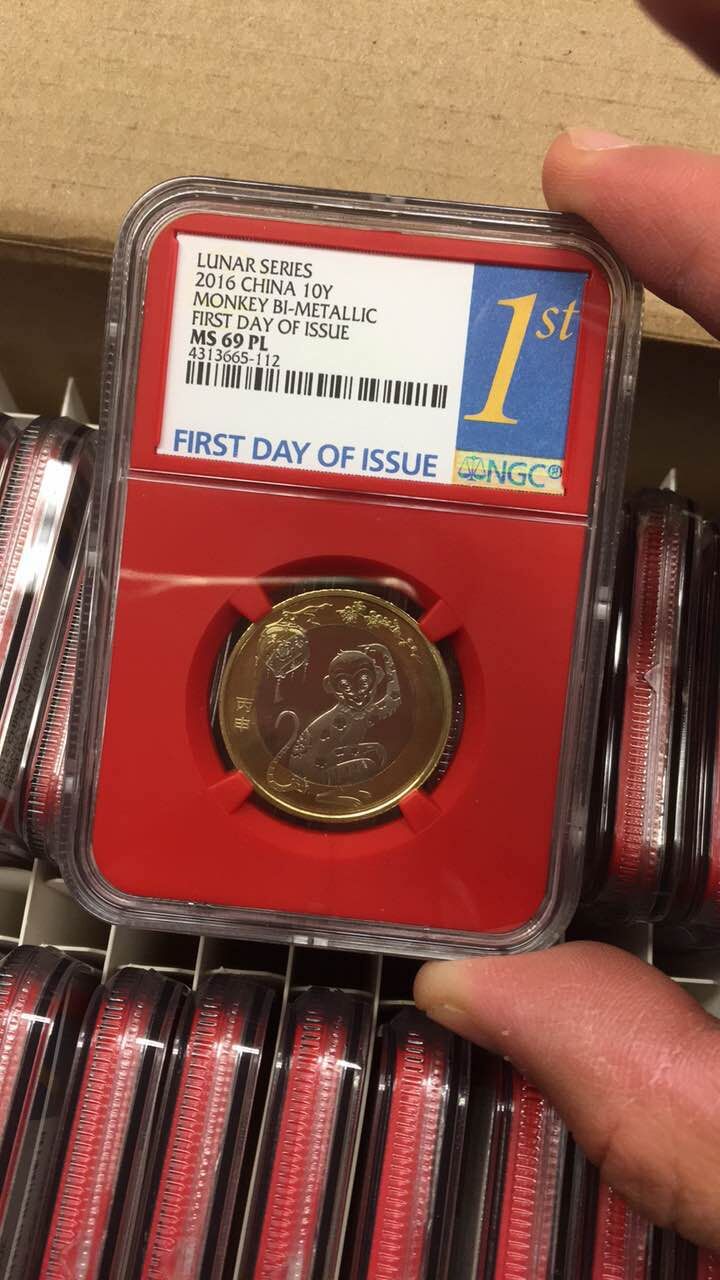 LUNAR SERIES
2016 CHINA 10Y
MONKEY BI-METALLIC
FIRST DAY OF ISSUE
MS 69 PL
4313665-112
1st
FIRST DAY OF ISSUE
NGC®
丙